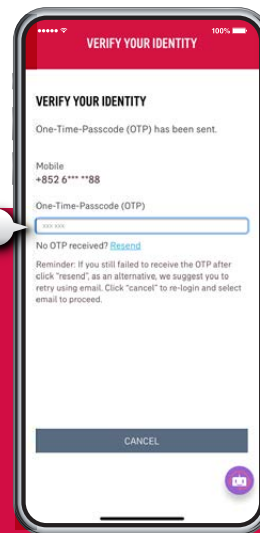 100%
VERIFY YOUR IDENTITY
VERIFY YOUR IDENTITY
One-Time-Passcode (OTP) has been sent.
Mobile
+852 6*** **88
One-Time-Passcode (OTP)
xxx xxx
No OTP received? Resend
Reminder: If you still failed to receive the OTP after
click "resend", as an alternative, we suggest you to
retry using email. Click "cancel" to re-login and select
email to proceed.
CANCEL